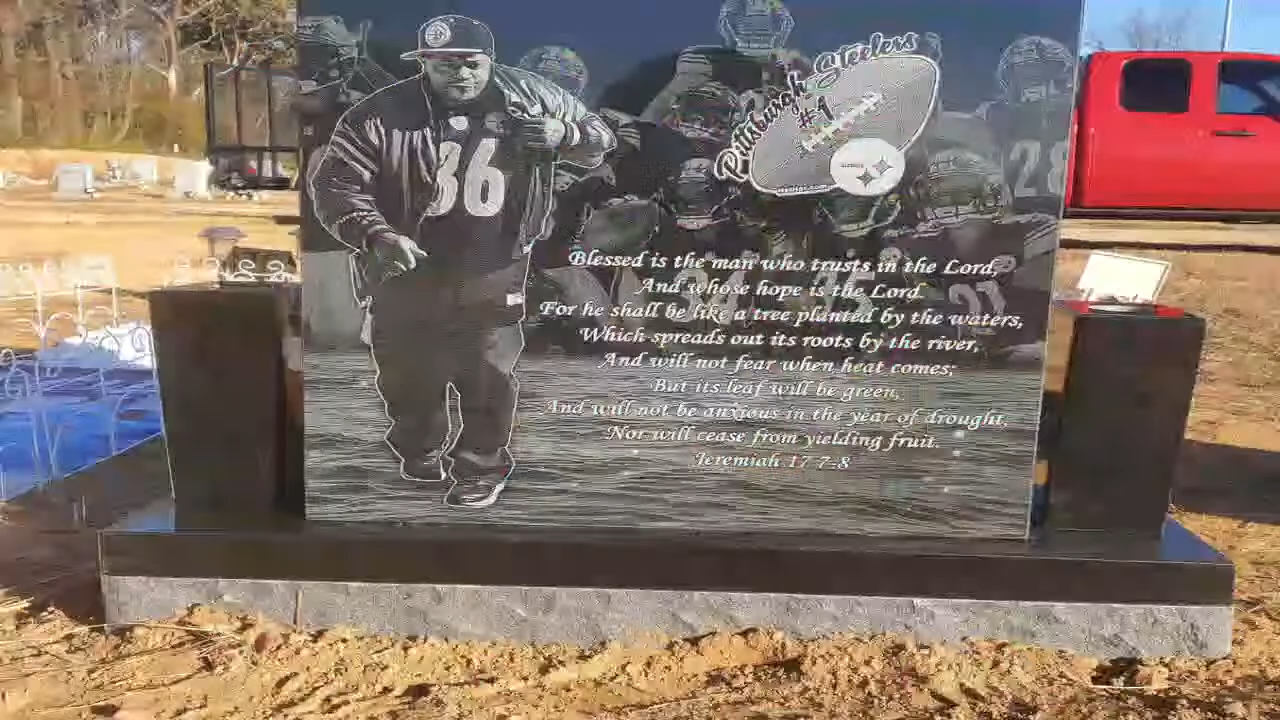 Pittsburgh Steelers
#1
36
28
Blessed is the man who trusts in the Lord,
And whose hope is the Lord.
For he shall be like a tree planted by the waters,
Which spreads out its roots by the river,
And will not fear when heat comes;
But its leaf will be green,
And will not be anxious in the year of drought,
Nor will cease from yielding fruit.
Jeremiah 17 7-8